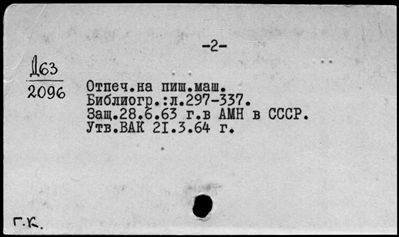 -2-
Д63
2096
Отпеч.на пиш.маш.
Библиогр.:л.297-337.
Защ.28.6.63 г.в АМН в СССР.
Утв.ВАК 2I.3.64 г.
г.к.